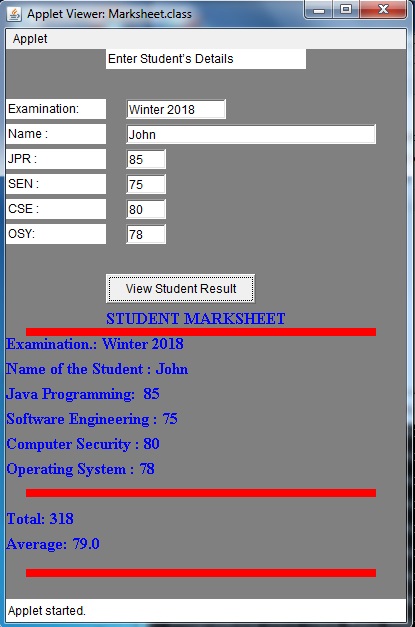 Applet Viewer: Marksheet.class
Applet
Enter Student's Details
Examination: Winter 2018
Name : John
JPR : 85
SEN : 75
CSE : 80
OSY: 78
View Student Result
STUDENT MARKSHEET
Examination.: Winter 2018
Name of the Student : John
Java Programming: 85
Software Engineering : 75
Computer Security : 80
Operating System : 78
Total: 318
Average: 79.0
Applet started.